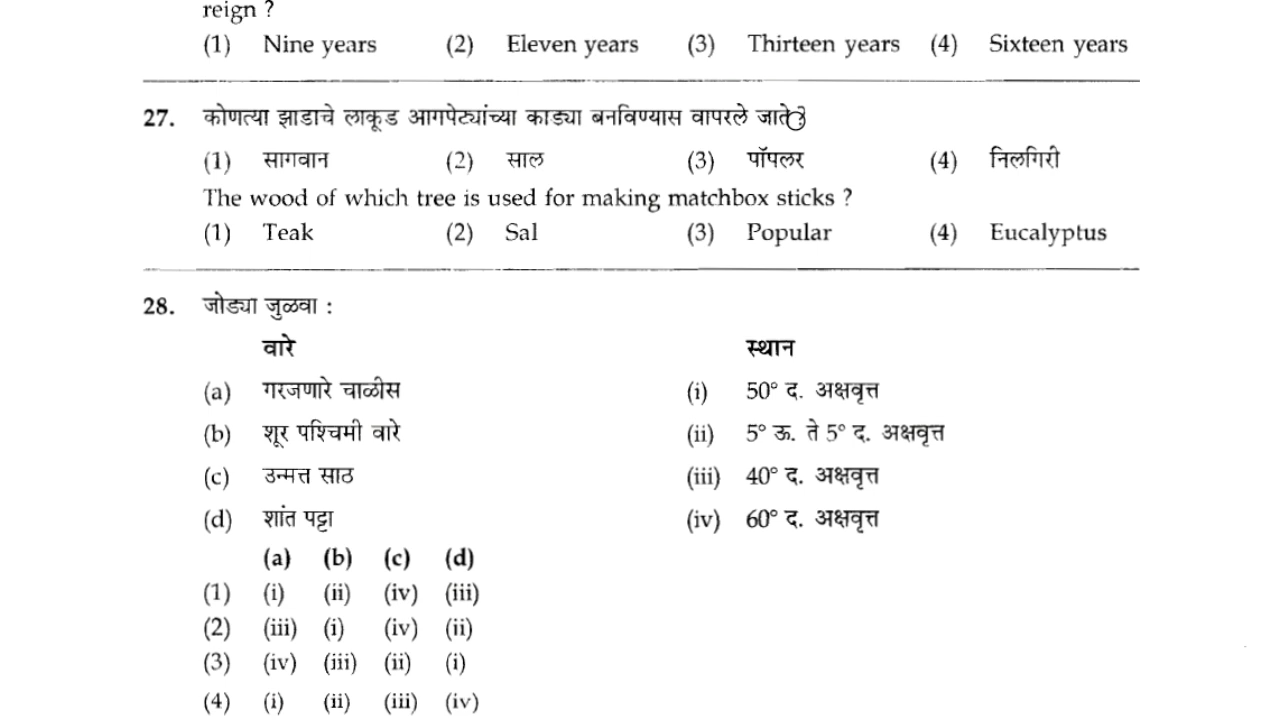 reign ?
(1) Nine years (2) Eleven years (3) Thirteen years (4) Sixteen years
27. कोणत्या झाडाचे लाकूड आगपेट्यांच्या काड्या बनविण्यास वापरले जाते ?
(1) सागवान (2) साल (3) पॉपलर (4) निलगिरी
The wood of which tree is used for making matchbox sticks ?
(1) Teak (2) Sal (3) Popular (4) Eucalyptus
28. जोड्या जुळवा :
वारे स्थान
(a) गरजणारे चाळीस (i) 50° द. अक्षवृत्त
(b) शूर पश्चिमी वारे (ii) 5° ऊ. ते 5° द. अक्षवृत्त
(c) उन्मत्त साठ (iii) 40° द. अक्षवृत्त
(d) शांत पट्टा (iv) 60° द. अक्षवृत्त
(a) (b) (c) (d)
(1) (i) (ii) (iv) (iii)
(2) (iii) (i) (iv) (ii)
(3) (iv) (iii) (ii) (i)
(4) (i) (ii) (iii) (iv)